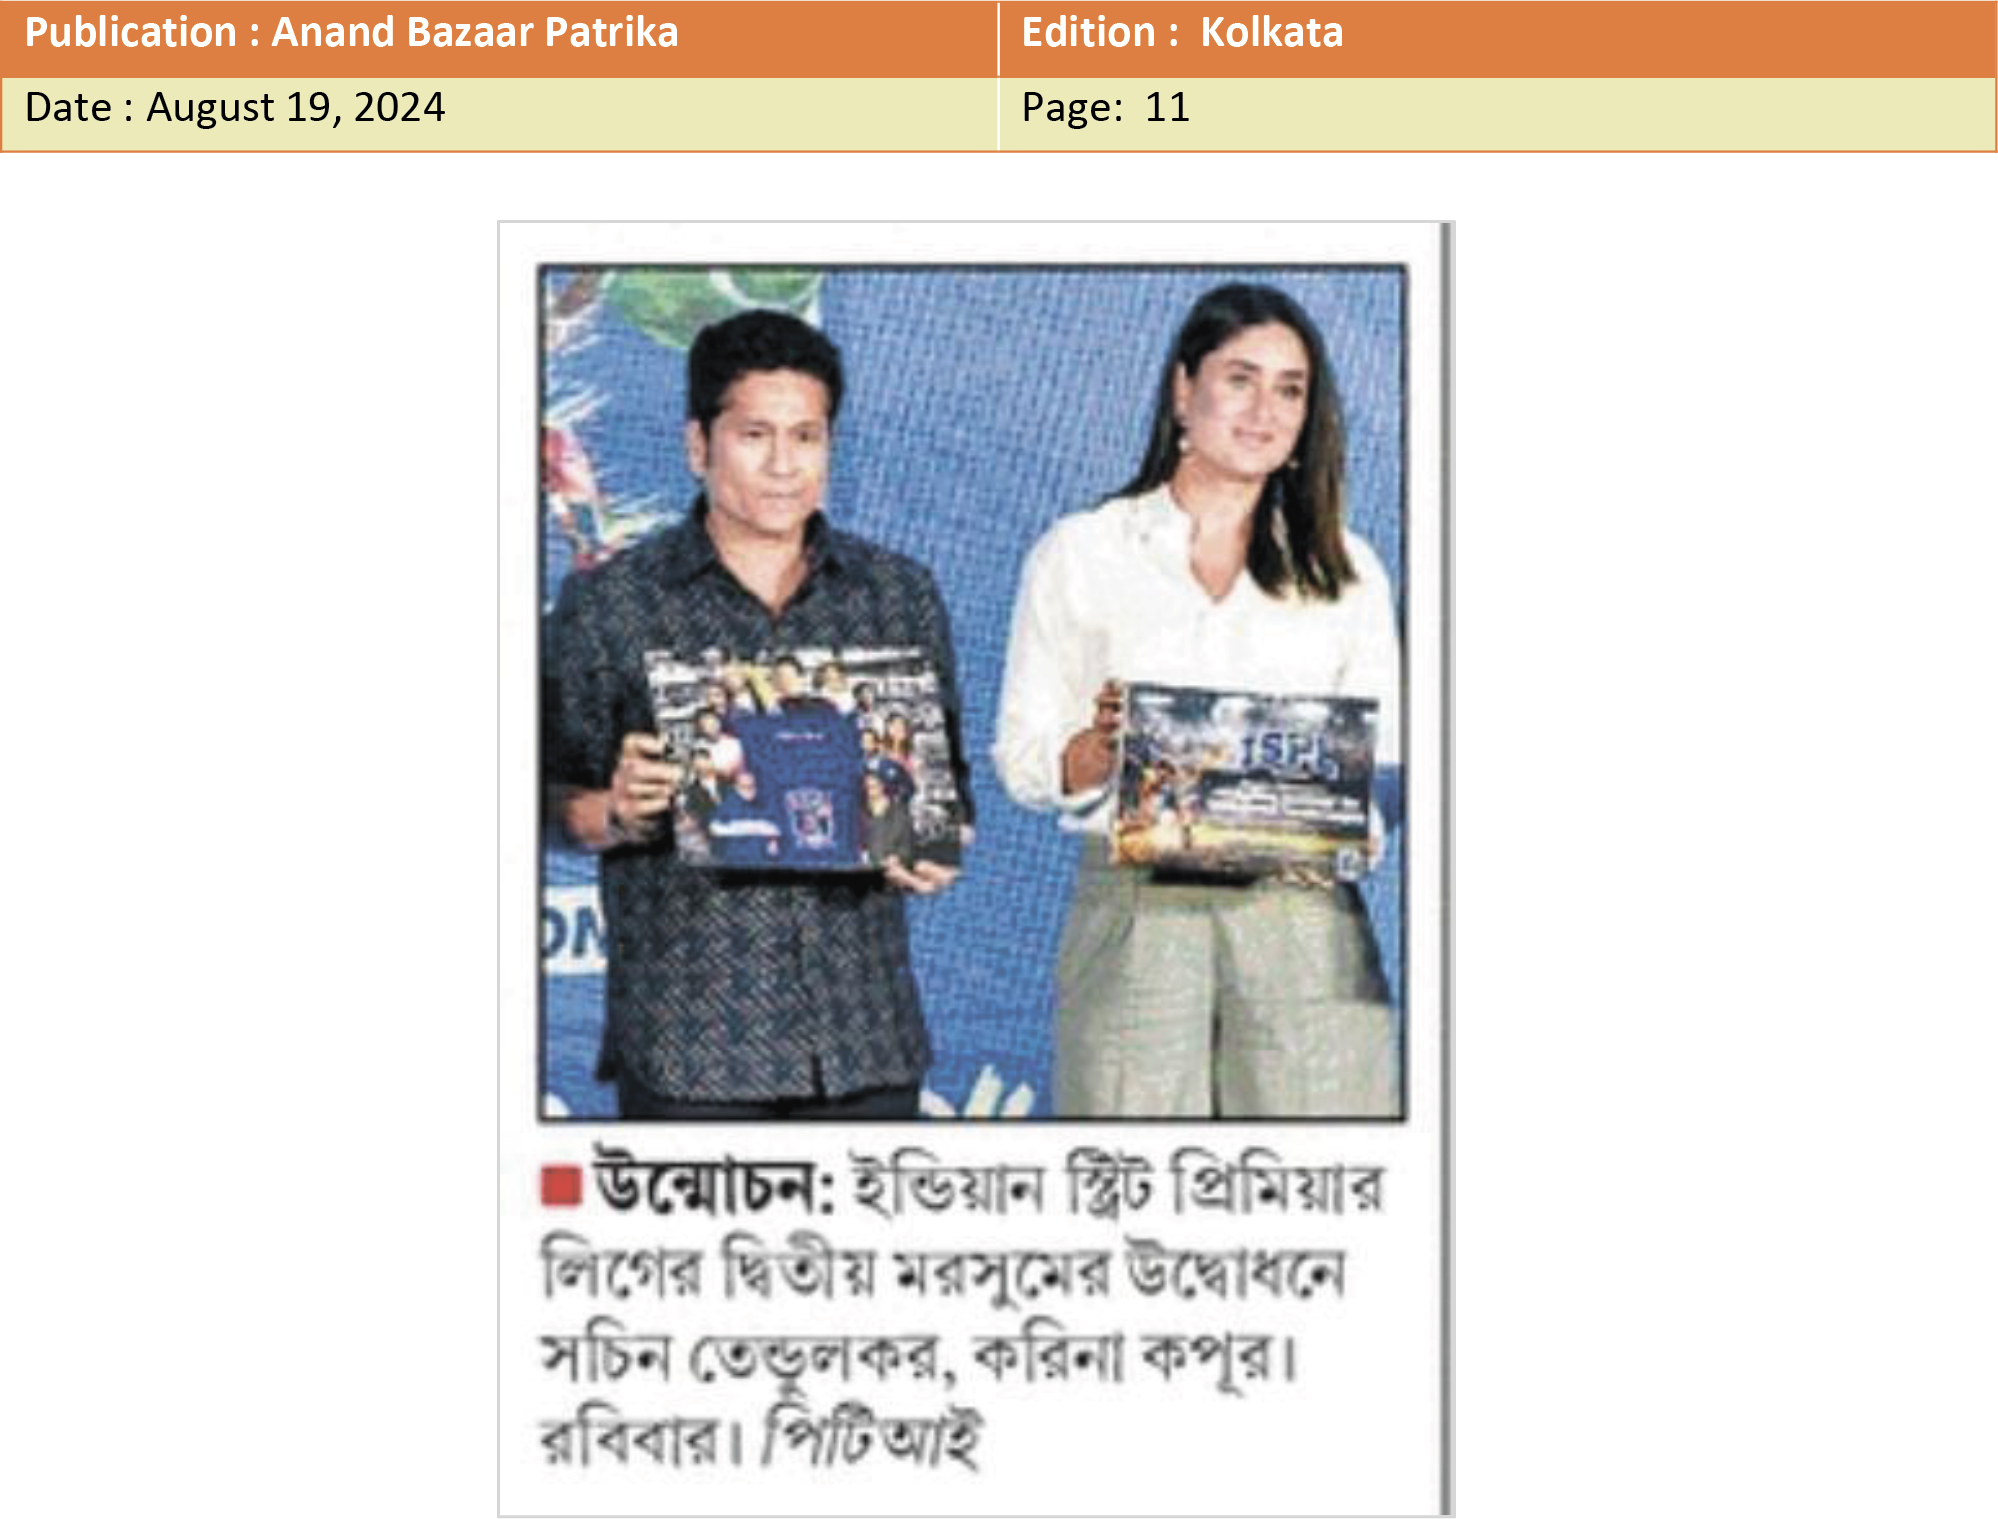 Publication : Anand Bazaar Patrika
Edition : Kolkata
Date : August 19, 2024
Page: 11
ISPL
ON
উন্মোচন: ইন্ডিয়ান স্ট্রিট প্রিমিয়ার
লিগের দ্বিতীয় মরসুমের উদ্বোধনে
সচিন তেন্ডুলকর, করিনা কপূর।
রবিবার। পিটিআই